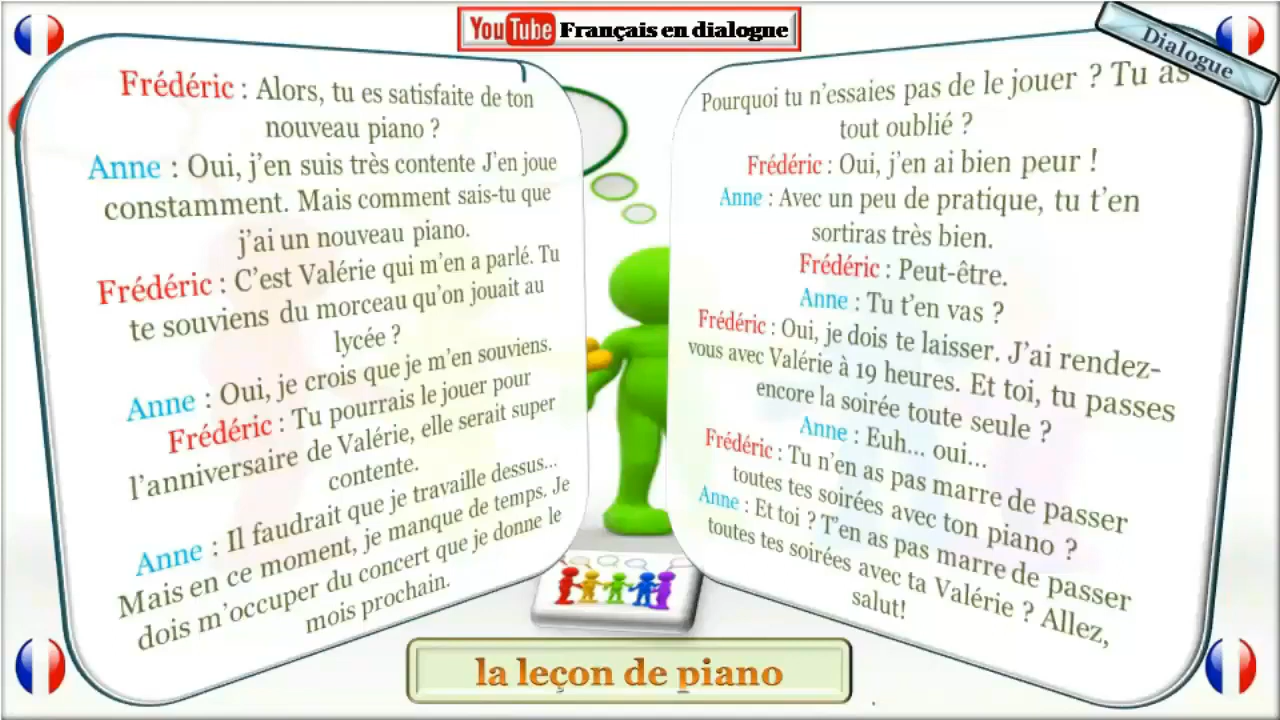 YouTube Français en dialogue
Dialogue
Frédéric : Alors, tu es satisfaite de ton
nouveau piano ?
Anne : Oui, j'en suis très contente J'en joue
constamment. Mais comment sais-tu que
j'ai un nouveau piano.
Frédéric : C'est Valérie qui m'en a parlé. Tu
te souviens du morceau qu'on jouait au
lycée ?
Anne : Oui, je crois que je m'en souviens.
Frédéric : Tu pourrais le jouer pour
l'anniversaire de Valérie, elle serait super
contente.
Anne : Il faudrait que je travaille dessus...
Mais en ce moment, je manque de temps. Je
dois m'occuper du concert que je donne le
mois prochain.
Pourquoi tu n'essaies pas de le jouer ? Tu as
tout oublié ?
Frédéric : Oui, j'en ai bien peur !
Anne : Avec un peu de pratique, tu t'en
sortiras très bien.
Frédéric : Peut-être.
Anne : Tu t'en vas ?
Frédéric : Oui, je dois te laisser. J'ai rendez-
vous avec Valérie à 19 heures. Et toi, tu passes
encore la soirée toute seule ?
Anne : Euh... oui...
Frédéric : Tu n'en as pas marre de passer
toutes tes soirées avec ton piano ?
Anne : Et toi ? T'en as pas marre de passer
toutes tes soirées avec ta Valérie ? Allez,
salut!
la leçon de piano